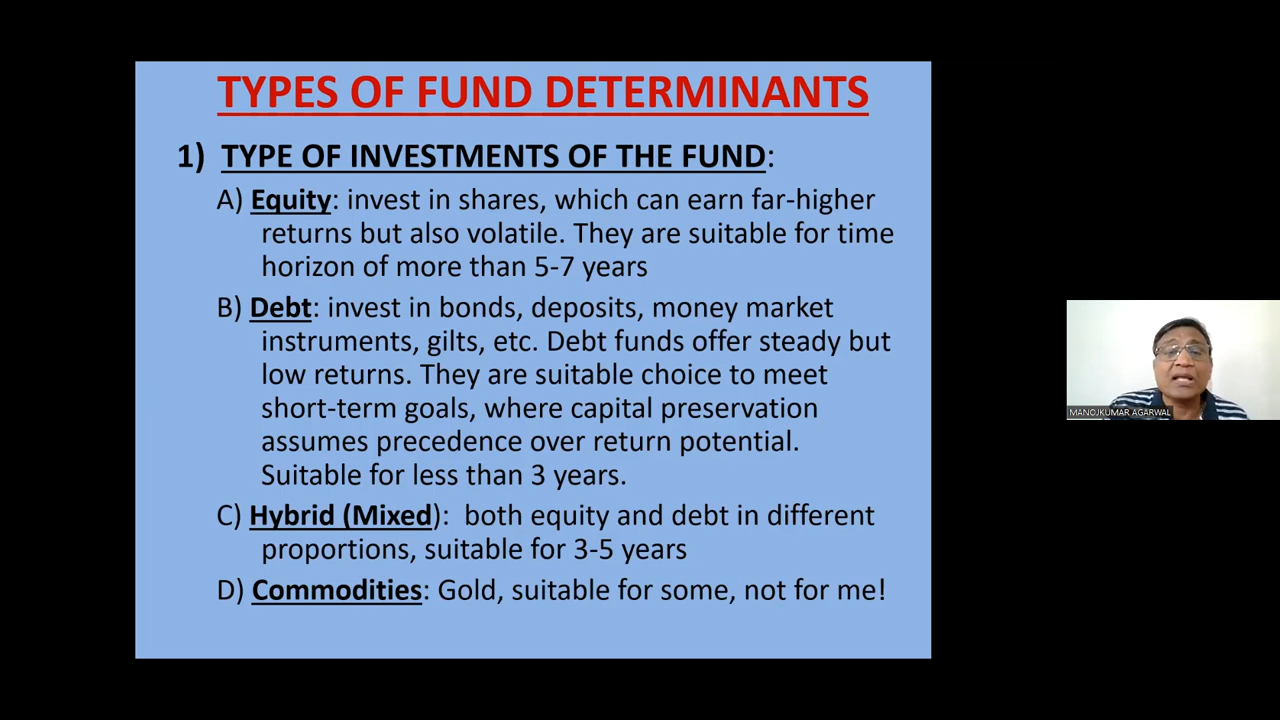 TYPES OF FUND DETERMINANTS
1) TYPE OF INVESTMENTS OF THE FUND:
A) Equity: invest in shares, which can earn far-higher
returns but also volatile. They are suitable for time
horizon of more than 5-7 years
B) Debt: invest in bonds, deposits, money market
instruments, gilts, etc. Debt funds offer steady but
low returns. They are suitable choice to meet
short-term goals, where capital preservation
assumes precedence over return potential.
Suitable for less than 3 years.
C) Hybrid (Mixed): both equity and debt in different
proportions, suitable for 3-5 years
D) Commodities: Gold, suitable for some, not for me!
MANOJKUMAR AGARWAL